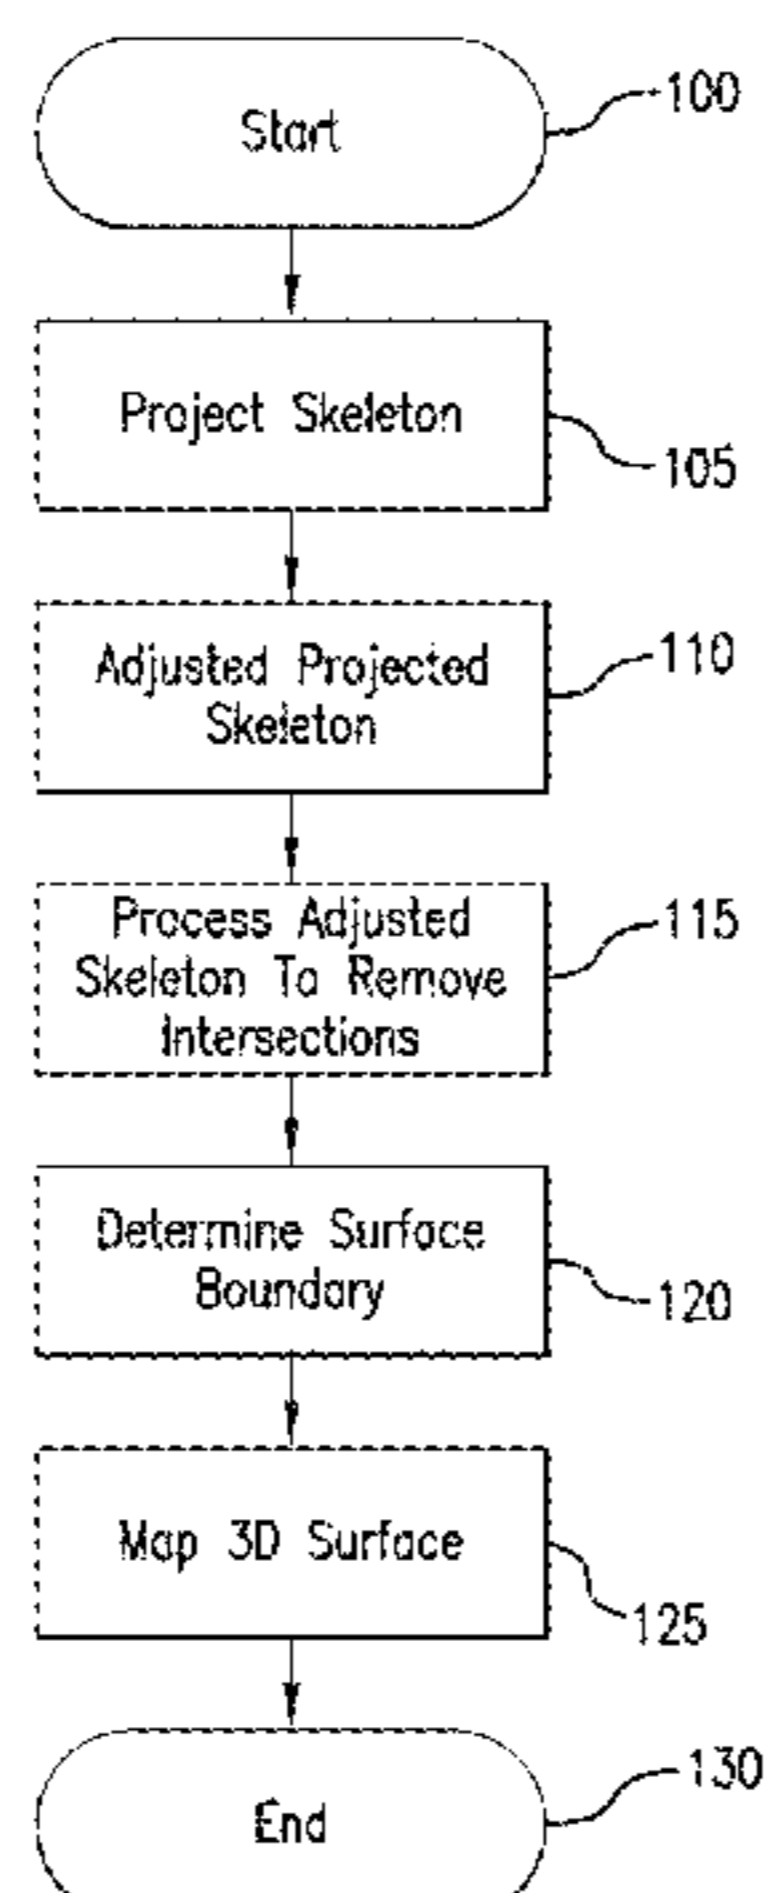 Start
100
Project Skeleton
105
Adjusted Projected
Skeleton
110
Process Adjusted
Skeleton To Remove
Intersections
115
Determine Surface
Boundary
120
Map 3D Surface
125
End
130